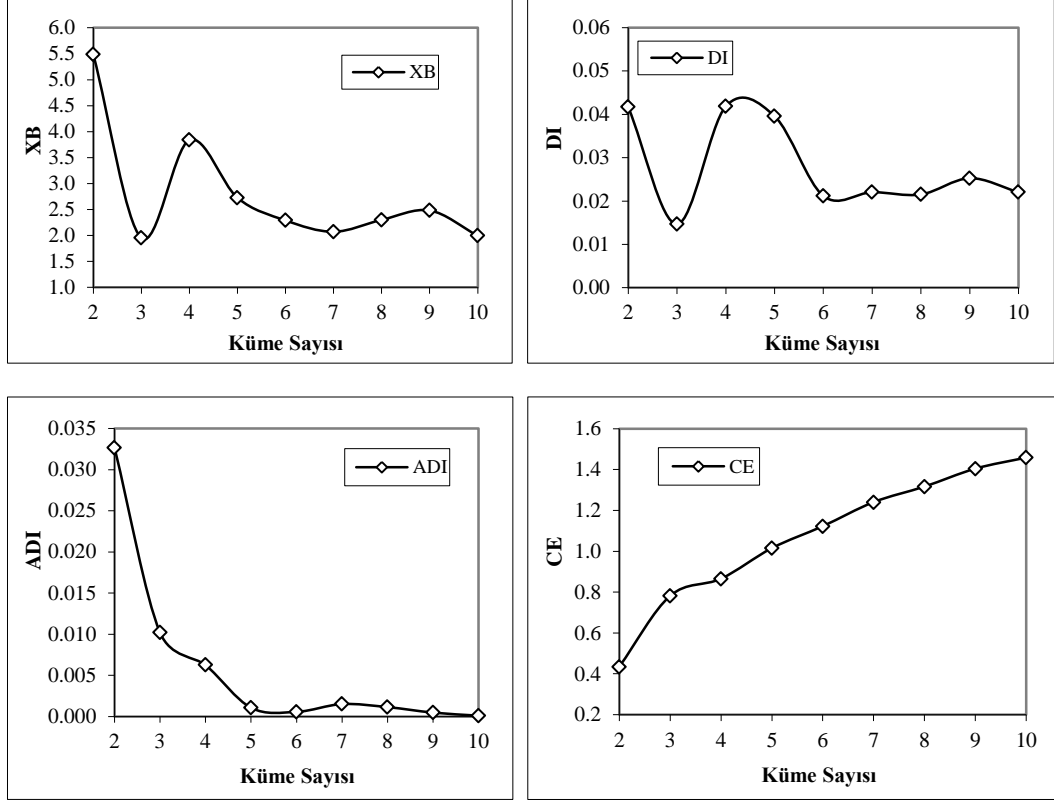 6.0
5.5
5.0
4.5
4.0
3.5
3.0
2.5
2.0
1.5
1.0
XB
XB
2 3 4 5 6 7 8 9 10
Küme Sayısı
0.06
0.05
0.04
0.03
0.02
0.01
0.00
DI
DI
2 3 4 5 6 7 8 9 10
Küme Sayısı
0.035
0.030
0.025
0.020
0.015
0.010
0.005
0.000
ADI
ADI
2 3 4 5 6 7 8 9 10
Küme Sayısı
1.6
1.4
1.2
1.0
0.8
0.6
0.4
0.2
CE
CE
2 3 4 5 6 7 8 9 10
Küme Sayısı